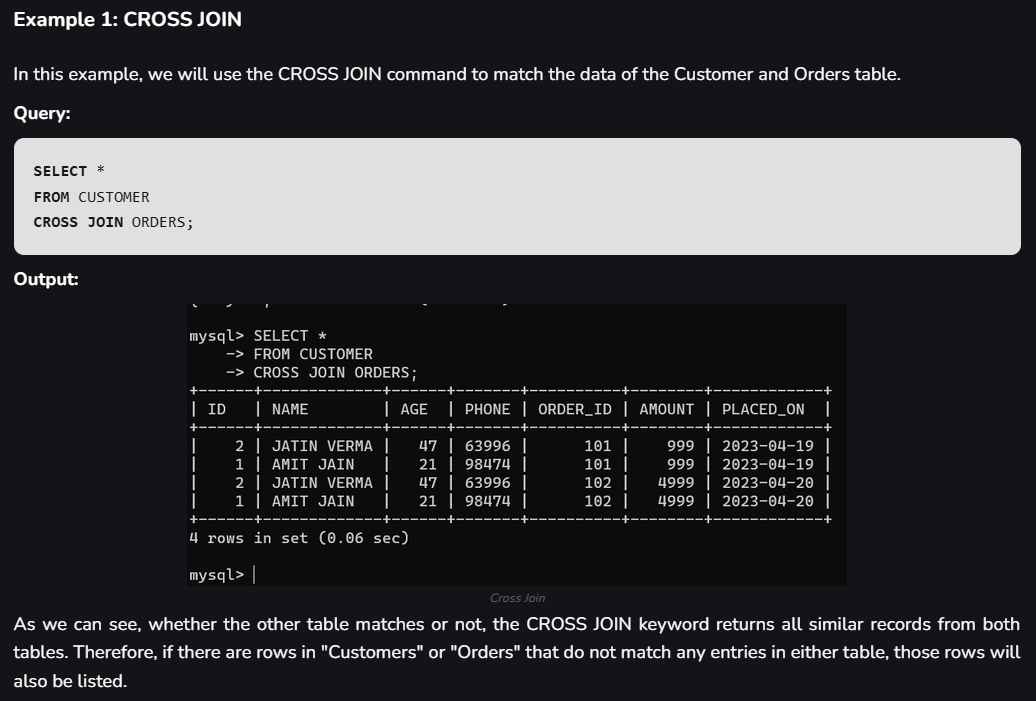 Example 1: CROSS JOIN
In this example, we will use the CROSS JOIN command to match the data of the Customer and Orders table.
Query:
SELECT *
FROM CUSTOMER
CROSS JOIN ORDERS;
Output:
mysql> SELECT *
    -> FROM CUSTOMER
    -> CROSS JOIN ORDERS;
+------+-------------+------+-------+----------+--------+------------+
| ID   | NAME        | AGE  | PHONE | ORDER_ID | AMOUNT | PLACED_ON  |
+------+-------------+------+-------+----------+--------+------------+
|    2 | JATIN VERMA |   47 | 63996 |      101 |    999 | 2023-04-19 |
|    1 | AMIT JAIN   |   21 | 98474 |      101 |    999 | 2023-04-19 |
|    2 | JATIN VERMA |   47 | 63996 |      102 |   4999 | 2023-04-20 |
|    1 | AMIT JAIN   |   21 | 98474 |      102 |   4999 | 2023-04-20 |
+------+-------------+------+-------+----------+--------+------------+
4 rows in set (0.06 sec)
mysql> |
Cross Join
As we can see, whether the other table matches or not, the CROSS JOIN keyword returns all similar records from both
tables. Therefore, if there are rows in "Customers" or "Orders" that do not match any entries in either table, those rows will
also be listed.